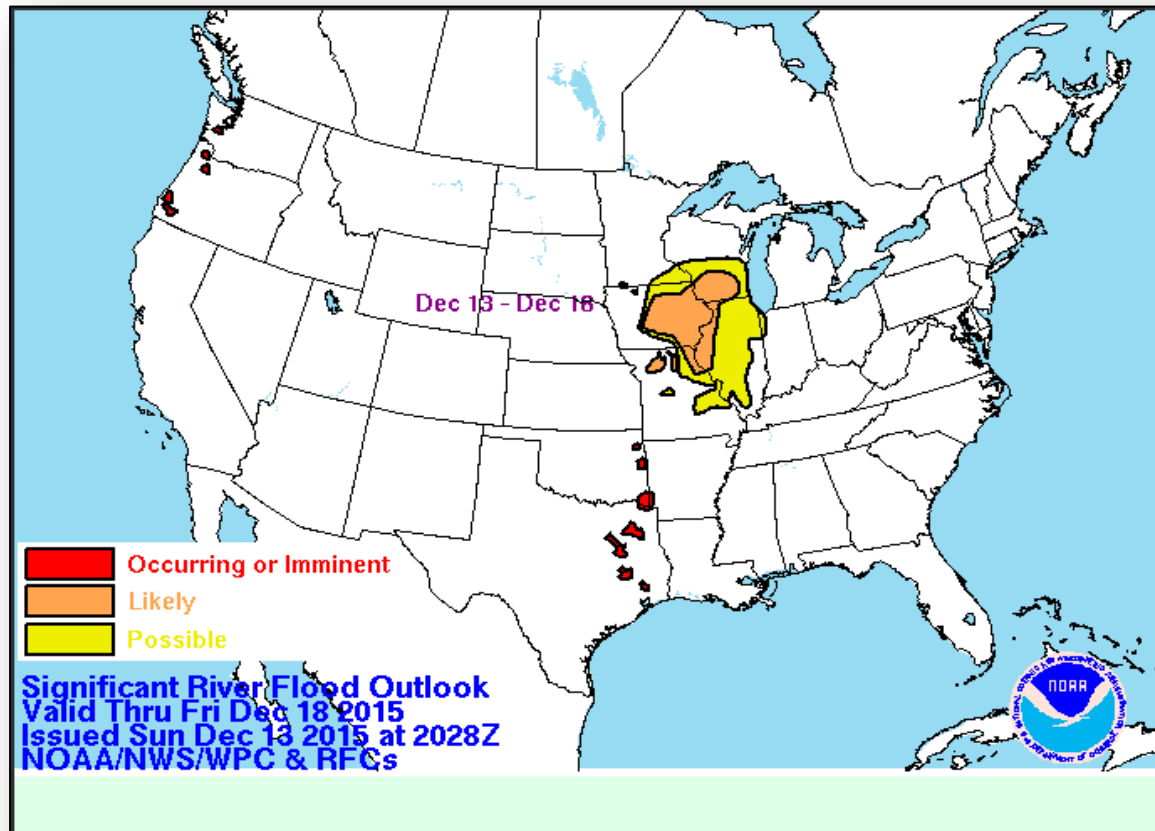 Dec 13 - Dec 18
Occurring or Imminent
Likely
Possible
Significant River Flood Outlook
Valid Thru Fri Dec 18 2015
Issued Sun Dec 13 2015 at 2028Z
NOAA/NWS/WPC & RFCs
NOAA